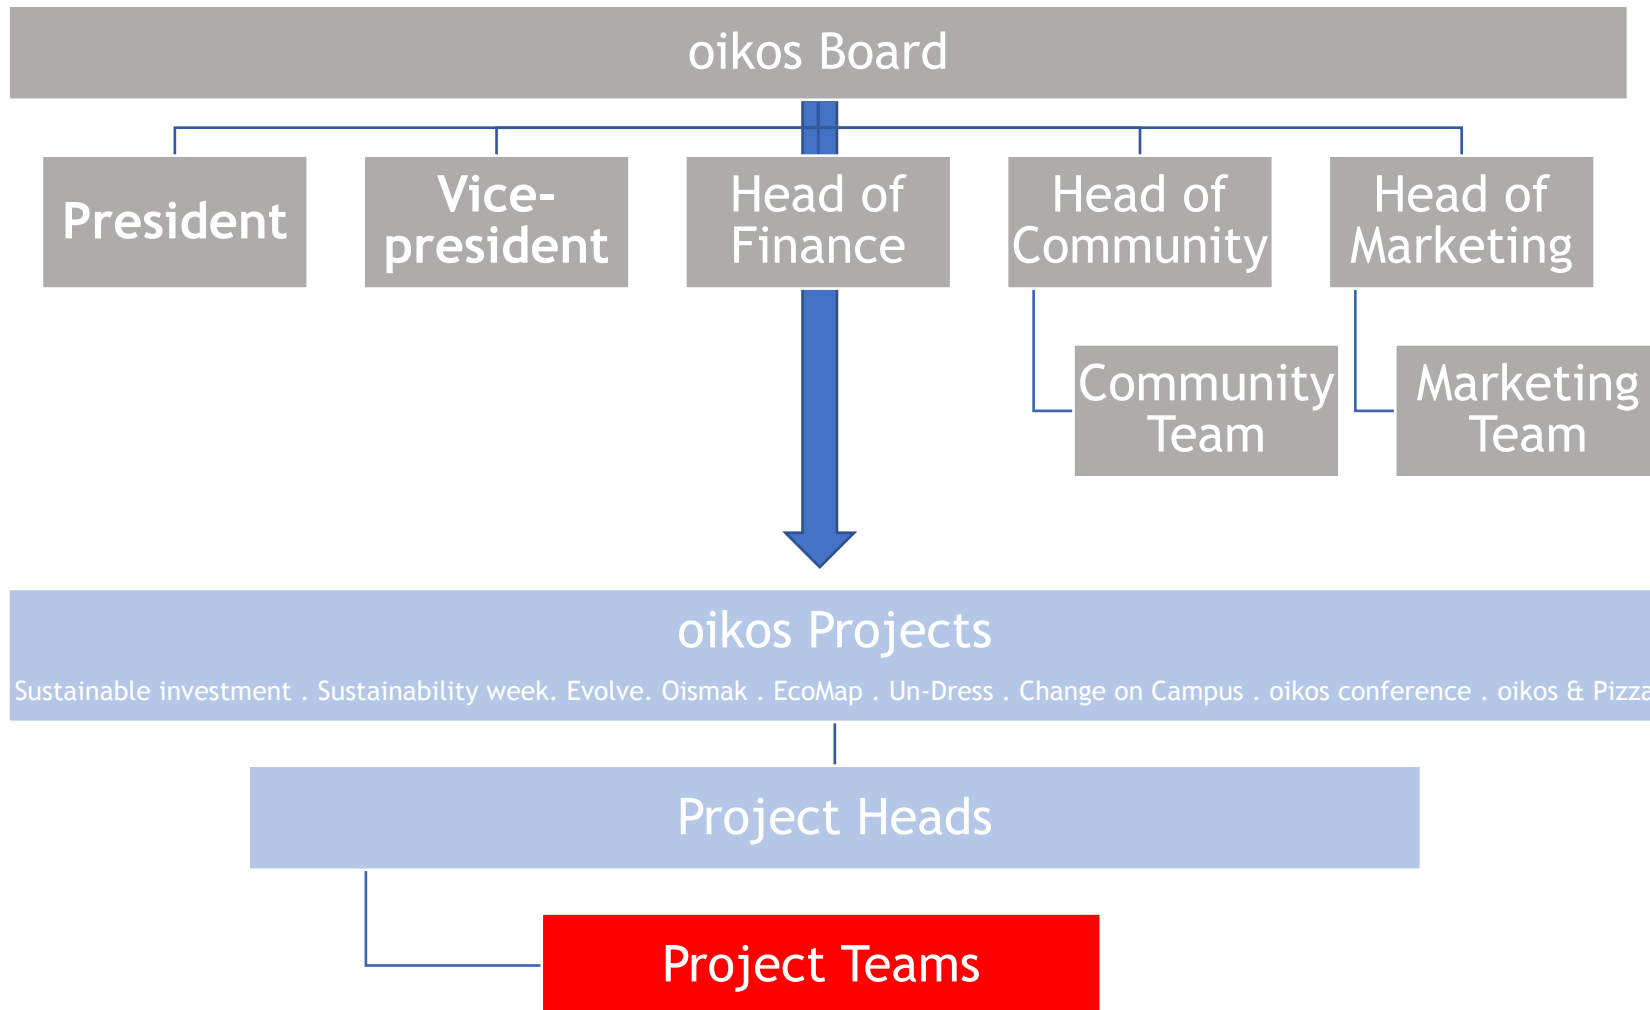 oikos Board
President
Vice-
president
Head of
Finance
Head of
Community
Head of
Marketing
Community
Team
Marketing
Team
oikos Projects
Sustainable investment . Sustainability week. Evolve. Oismak . EcoMap . Un-Dress . Change on Campus . oikos conference . oikos & Pizza
Project Heads
Project Teams